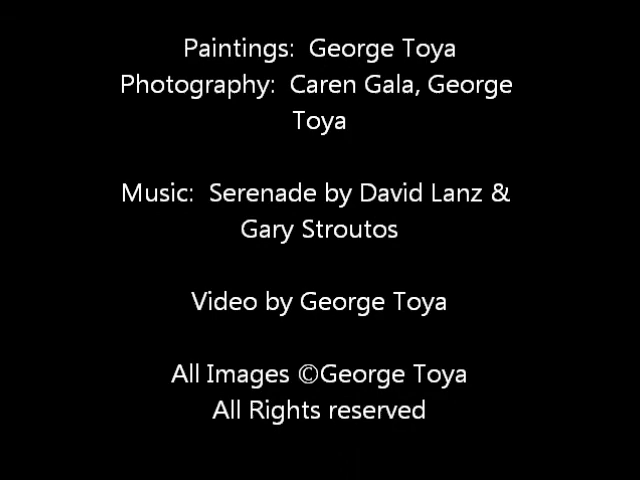 Paintings:  George Toya
Photography:  Caren Gala, George
Toya
Music:  Serenade by David Lanz &
Gary Stroutos
Video by George Toya
All Images ©George Toya
All Rights reserved